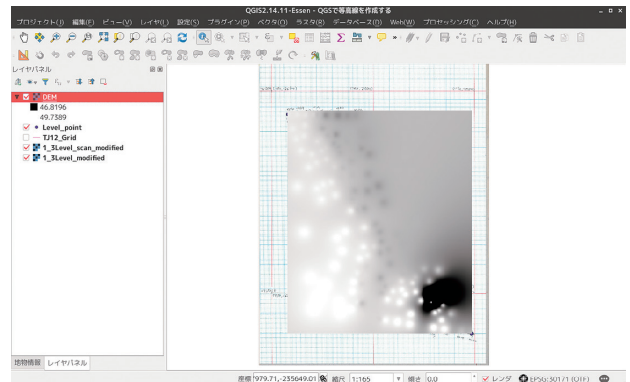 QGIS2.14.11-Essen - QGSで等高線を作成する
プロジェクト(J) 編集(E) ビュー(V) レイヤ(L) 設定(S) プラグイン(P) ベクタ(O) ラスタ(R) データベース(D) Web(W) プロセッシング(C) ヘルプ(H)
レイヤパネル
DEM
46.8196
49.7389
Level_point
TJ12_Grid
1_3Level_scan_modified
1_3Level_modified
地物情報 レイヤパネル
座標 979.71,-235649.01 縮尺 1:165 傾き 0.0 レンダ EPSG:30171 (OTF)